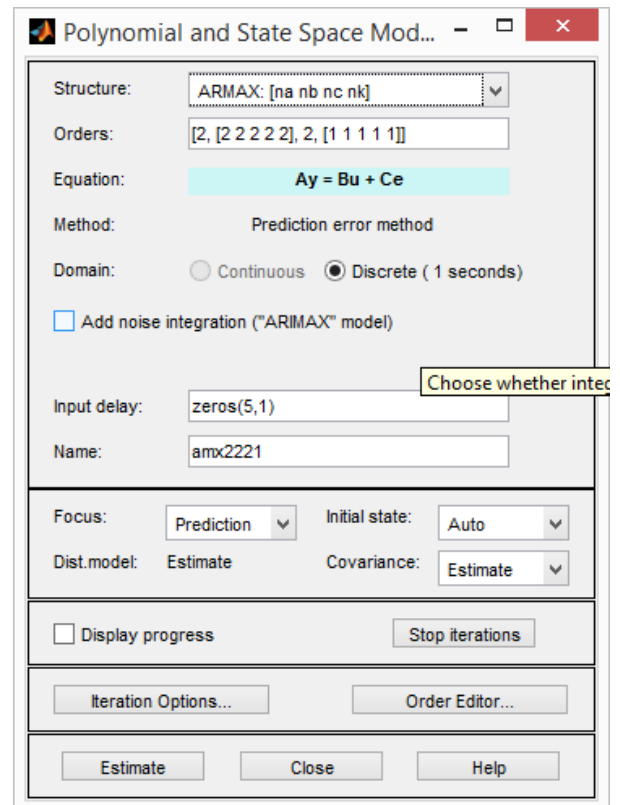 Polynomial and State Space Mod...
Structure: ARMAX: [na nb nc nk]
Orders: [2, [2 2 2 2 2], 2, [1 1 1 1 1]]
Equation: Ay = Bu + Ce
Method: Prediction error method
Domain: Continuous Discrete ( 1 seconds)
Add noise integration ("ARIMAX" model)
Choose whether integ
Input delay: zeros(5,1)
Name: amx2221
Focus: Prediction Initial state: Auto
Dist.model: Estimate Covariance: Estimate
Display progress Stop iterations
Iteration Options... Order Editor...
Estimate Close Help